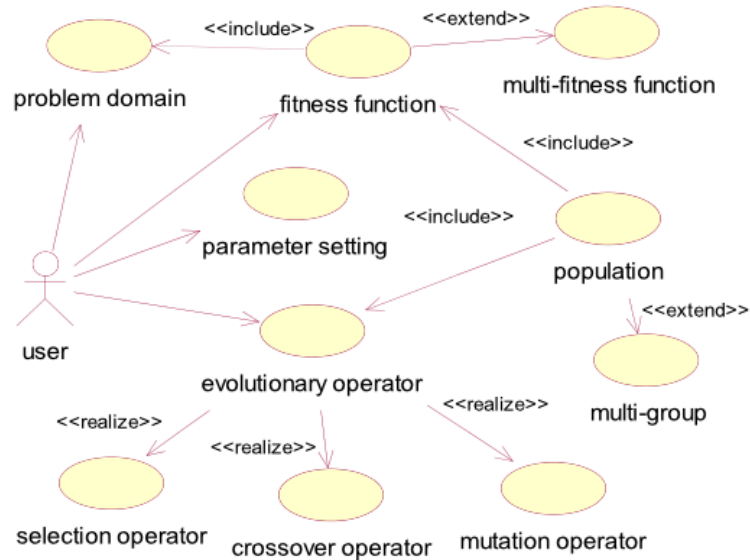 <<include>>
<<extend>>
problem domain
fitness function
multi-fitness function
<<include>>
<<include>>
parameter setting
population
<<extend>>
user
evolutionary operator
multi-group
<<realize>>
<<realize>>
<<realize>>
selection operator
crossover operator
mutation operator